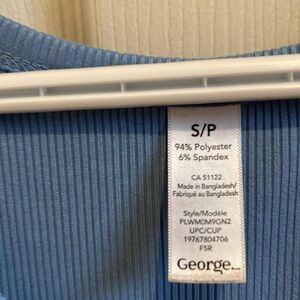 S/P
94% Polyester
6% Spandex
CA 51122
Made in Bangladesh/
Fabriqué au Bangladesh
Style/Modèle
PLWM0M9GN2
UPC/CUP
19767804706
F5R
George